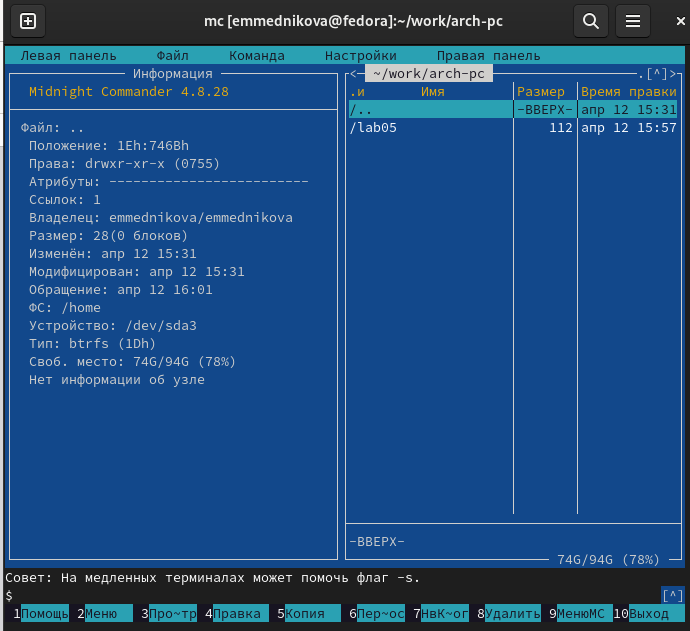 mc [emmednikova@fedora]:~/work/arch-pc
Левая панель Файл Команда Настройки Правая панель
Информация
Midnight Commander 4.8.28
Файл: ..
Положение: 1Eh:746Bh
Права: drwxr-xr-x (0755)
Атрибуты: -------------------------
Ссылок: 1
Владелец: emmednikova/emmednikova
Размер: 28(0 блоков)
Изменён: апр 12 15:31
Модифицирован: апр 12 15:31
Обращение: апр 12 16:01
ФС: /home
Устройство: /dev/sda3
Тип: btrfs (1Dh)
Своб. место: 74G/94G (78%)
Нет информации об узле
<- ~/work/arch-pc .[^]>
.и Имя Размер Время правки
/.. -ВВЕРХ- апр 12 15:31
/lab05 112 апр 12 15:57
-ВВЕРХ-
74G/94G (78%)
Совет: На медленных терминалах может помочь флаг -s.
$ [^]
1Помощь 2Меню 3Про~тр 4Правка 5Копия 6Пер~ос 7НвК~ог 8Удалить 9МенюМС 10Выход